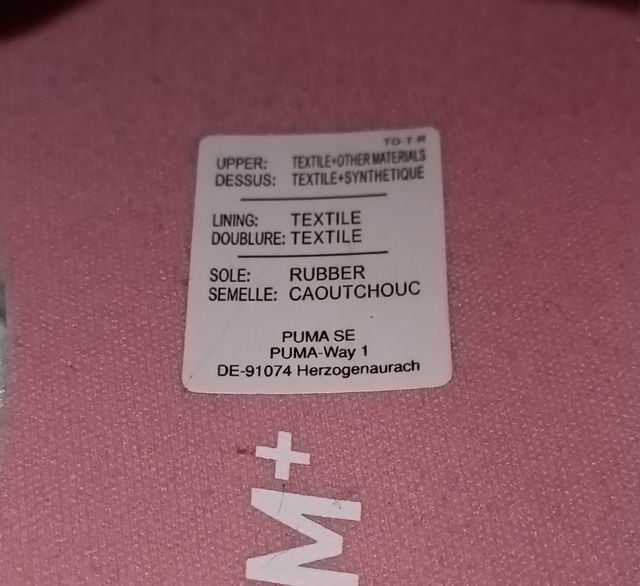 TO-T-R
UPPER: TEXTILE+OTHER MATERIALS
DESSUS: TEXTILE+SYNTHETIQUE
LINING: TEXTILE
DOUBLURE: TEXTILE
SOLE: RUBBER
SEMELLE: CAOUTCHOUC
PUMA SE
PUMA-Way 1
DE-91074 Herzogenaurach
M+